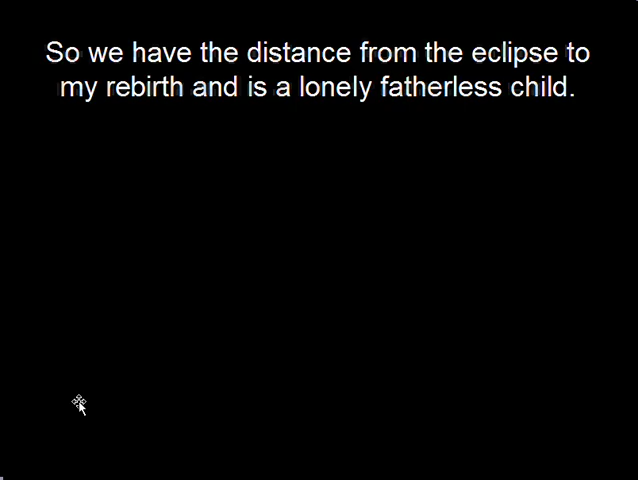 So we have the distance from the eclipse to
my rebirth and is a lonely fatherless child.